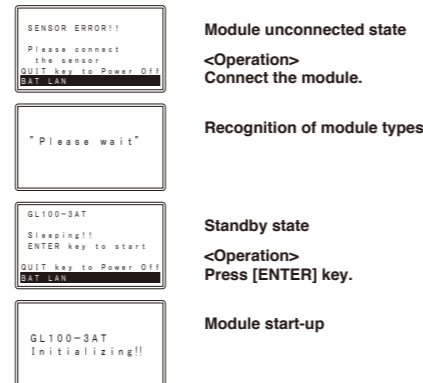 SENSOR ERROR!!
Please connect
the sensor
QUIT key to Power Off
BAT LAN
Module unconnected state
<Operation>
Connect the module.
"Please wait"
Recognition of module types
GL100-3AT
Sleeping!!
ENTER key to start
QUIT key to Power Off
BAT LAN
Standby state
<Operation>
Press [ENTER] key.
GL100-3AT
Initializing!!
Module start-up